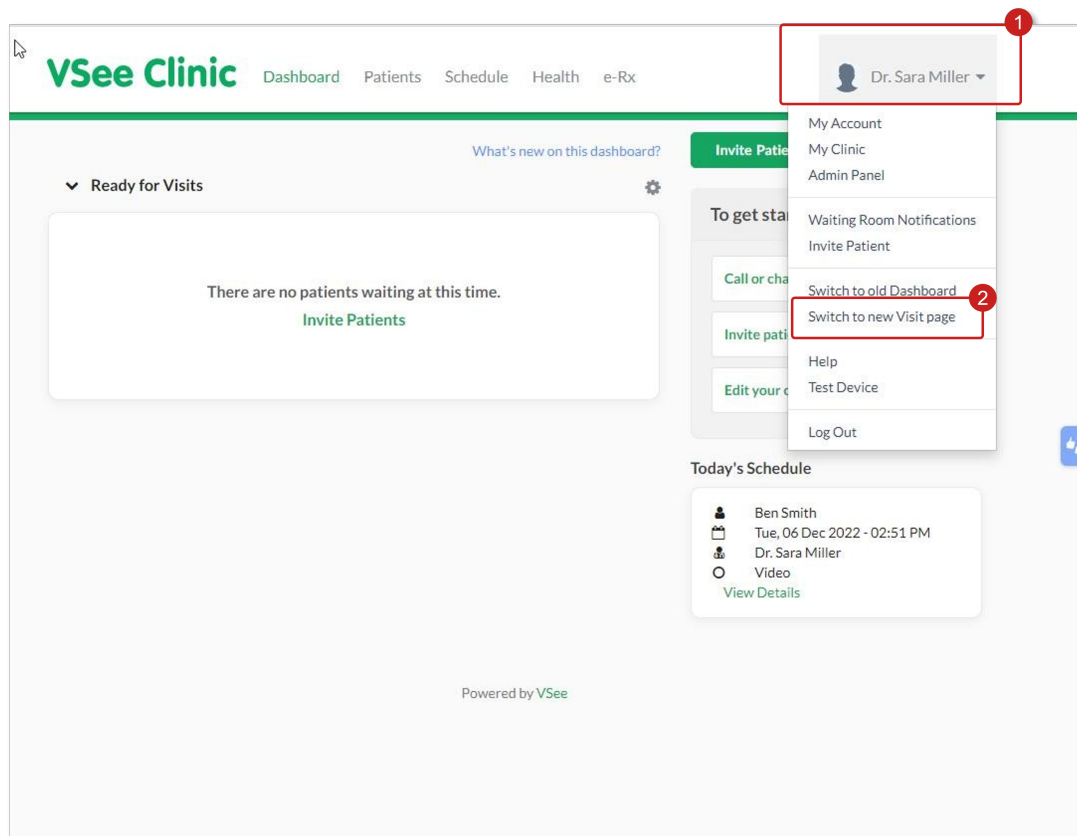 1
VSee Clinic Dashboard Patients Schedule Health e-Rx Dr. Sara Miller
What's new on this dashboard?
Ready for Visits
There are no patients waiting at this time.
Invite Patients
Invite Patie
To get sta
Call or cha
Invite pati
Edit your c
My Account
My Clinic
Admin Panel
Waiting Room Notifications
Invite Patient
Switch to old Dashboard
2
Switch to new Visit page
Help
Test Device
Log Out
Today's Schedule
Ben Smith
Tue, 06 Dec 2022 - 02:51 PM
Dr. Sara Miller
Video
View Details
Powered by VSee